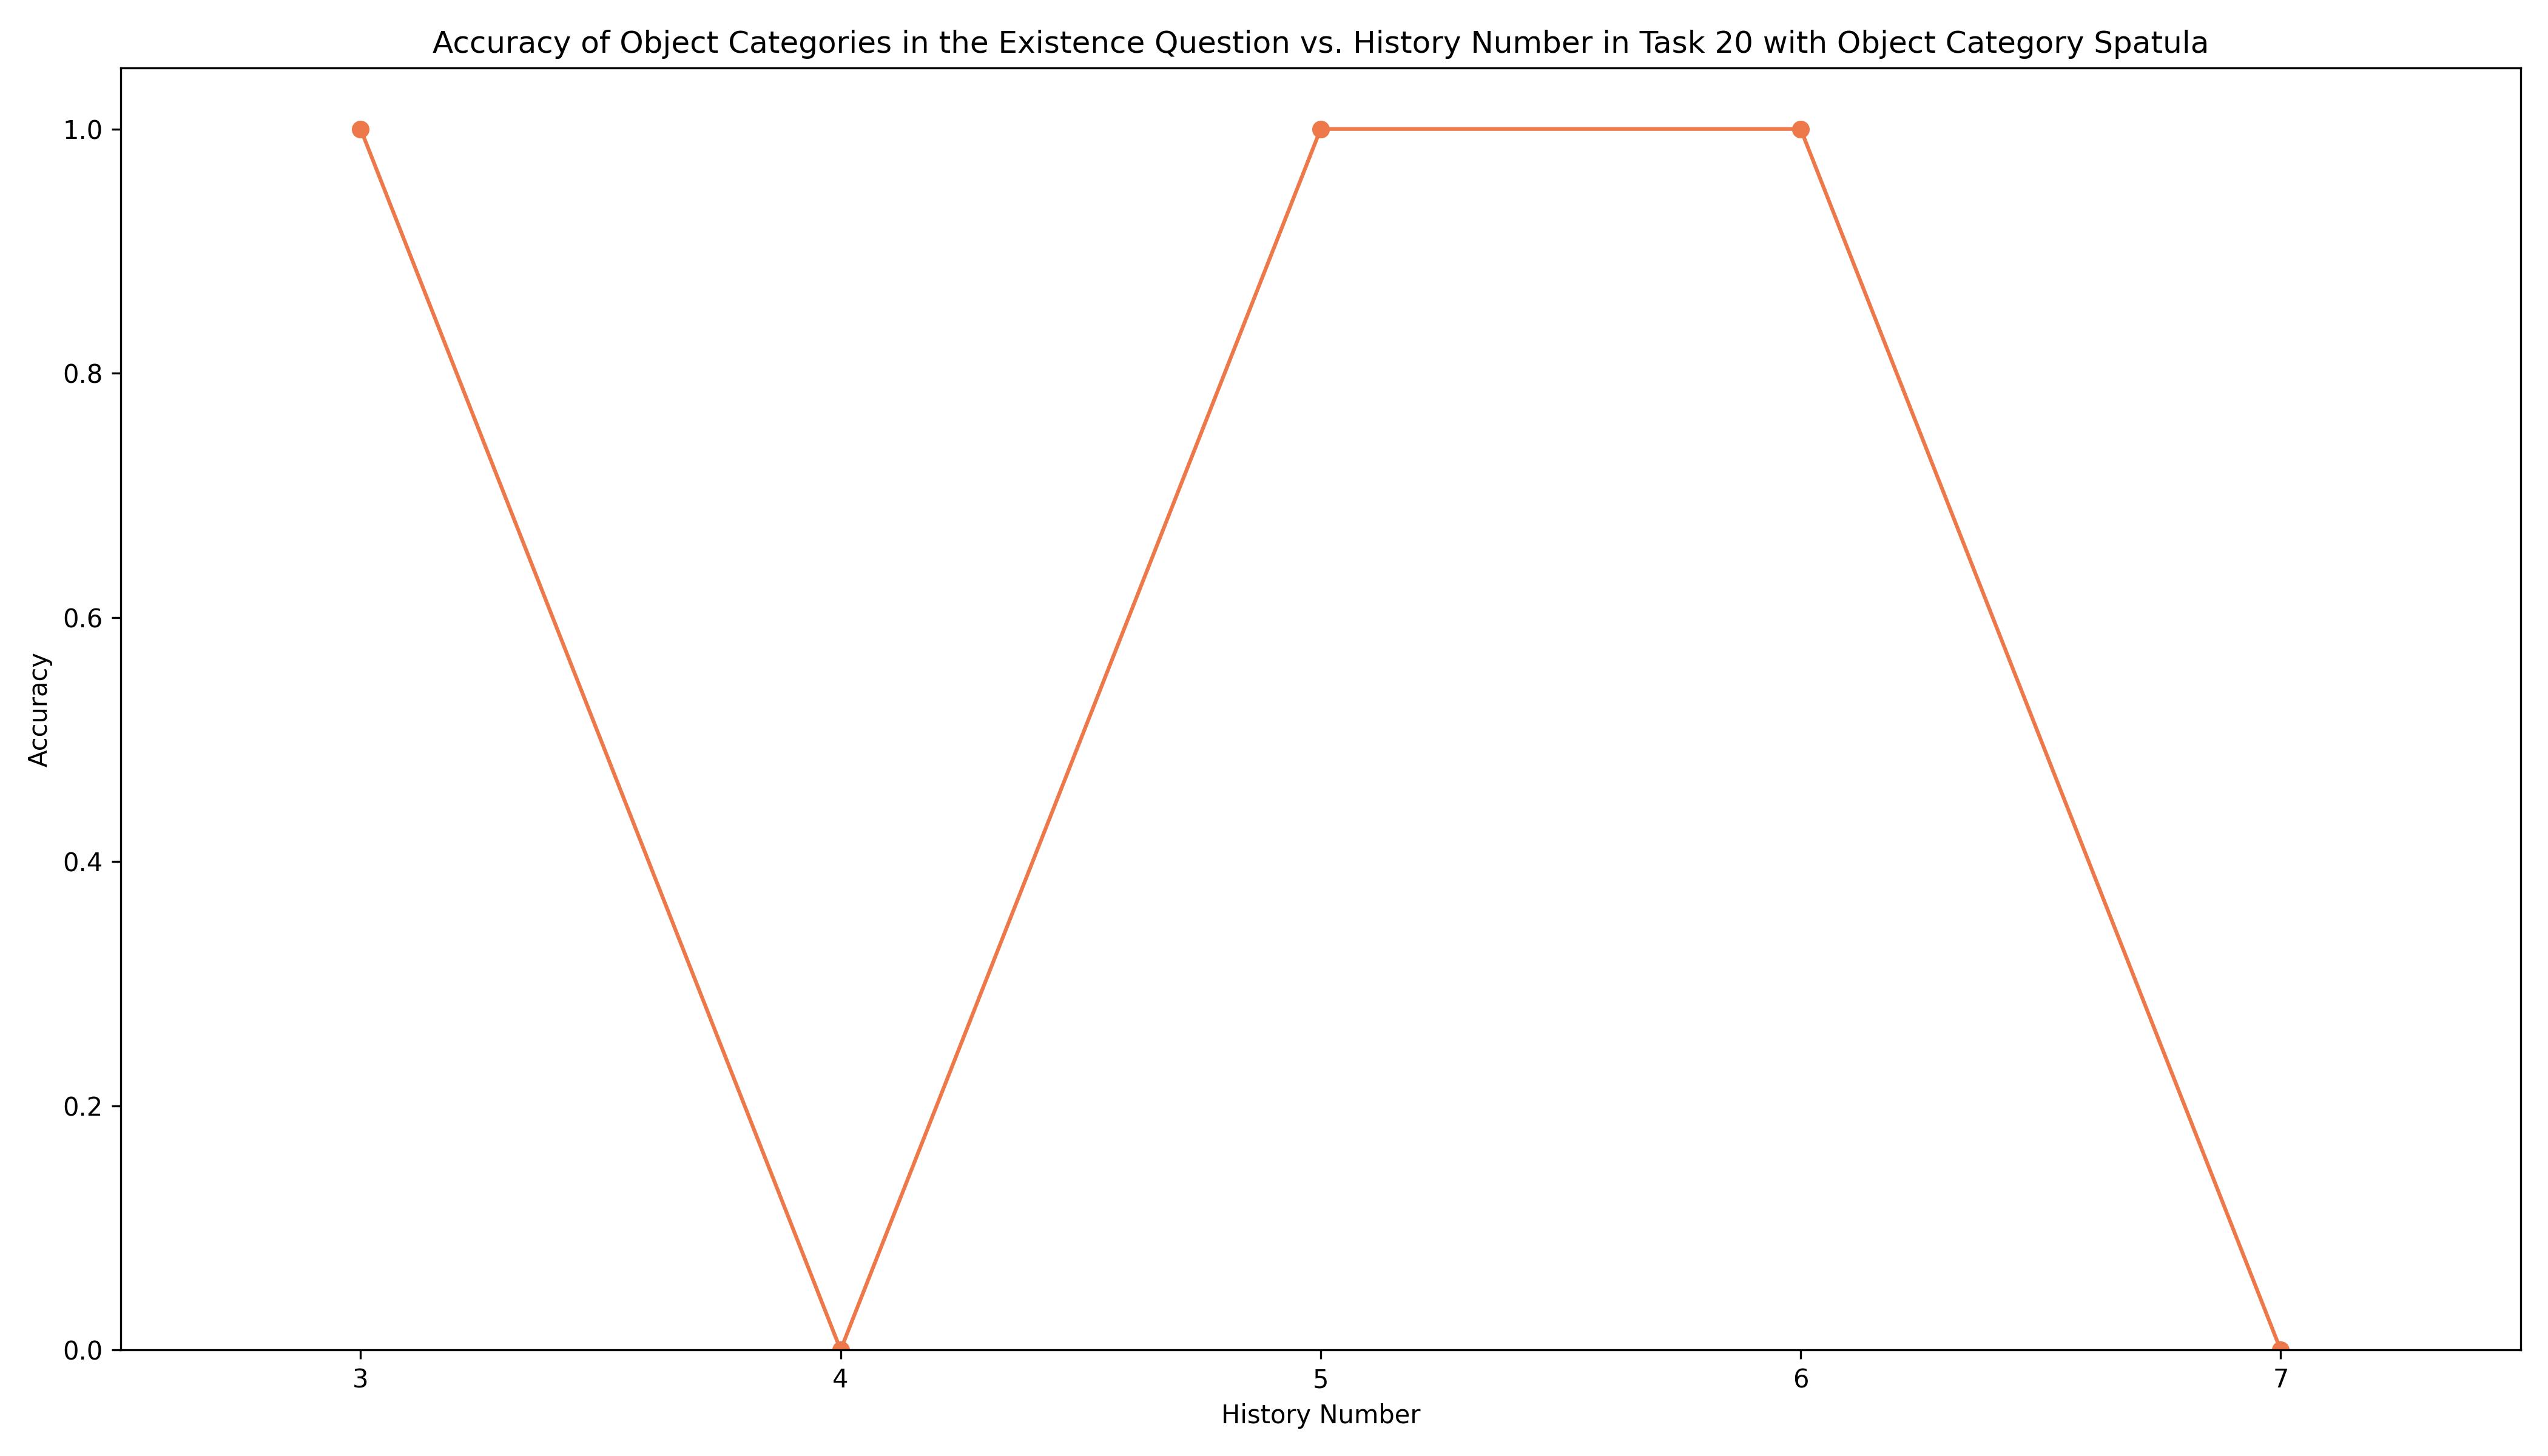 Accuracy of Object Categories in the Existence Question vs. History Number in Task 20 with Object Category Spatula
1.0
0.8
0.6
0.4
0.2
0.0
Accuracy
3 4 5 6 7
History Number